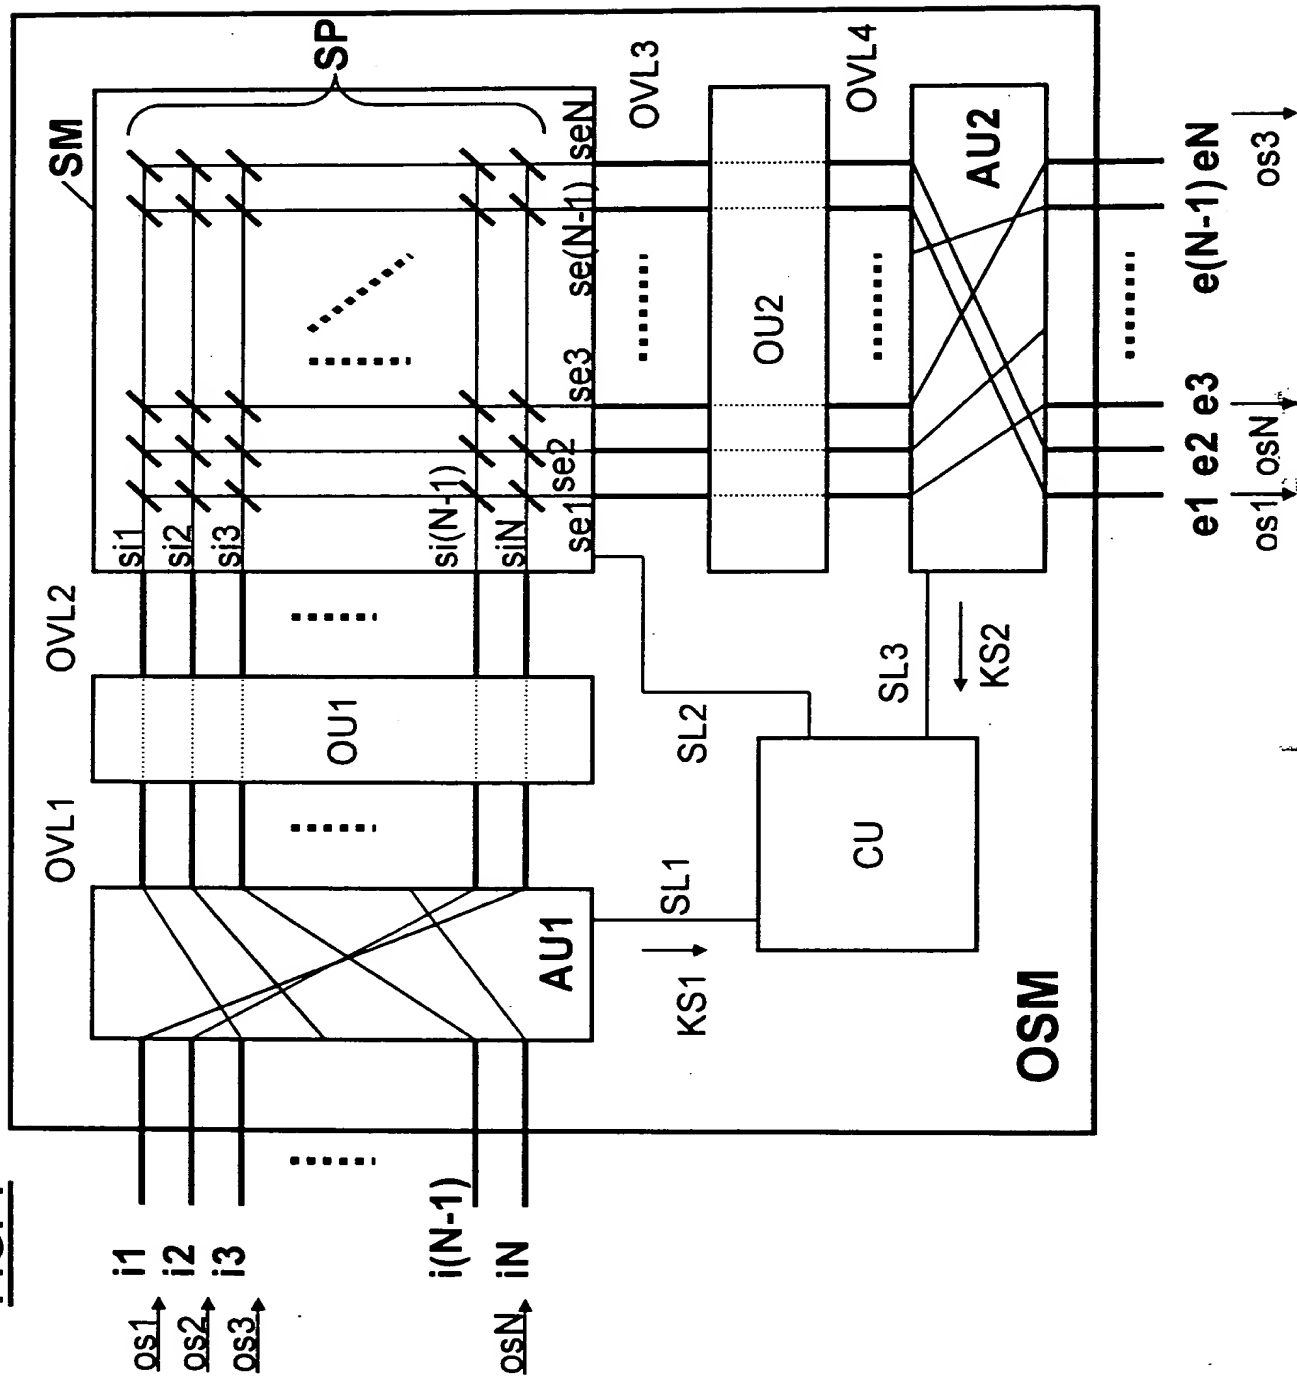 SM
SP
si1
si2
si3
si(N-1)
siN
se1
se2
se3
se(N-1)
seN
OVL1
OVL2
OVL3
OVL4
OU1
OU2
AU1
AU2
SL1
SL2
SL3
KS1
KS2
CU
OSM
i1
i2
i3
i(N-1)
iN
os1
os2
os3
osN
e1 e2 e3
e(N-1) eN
os1
osN
os3